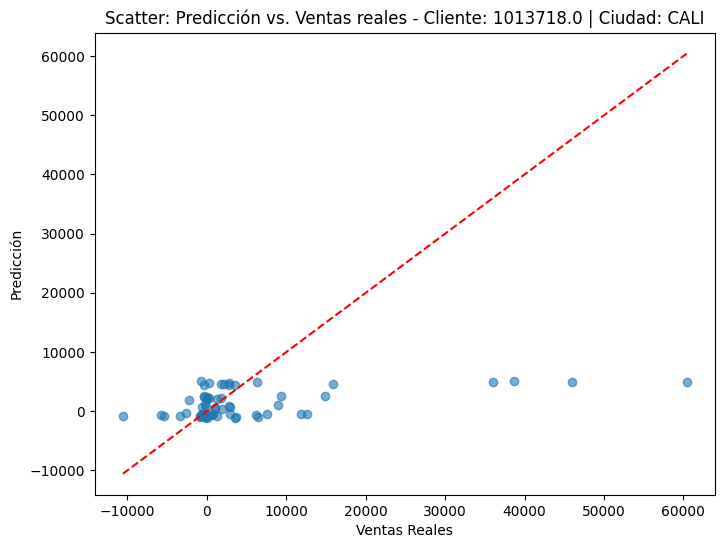 Scatter: Predicción vs. Ventas reales - Cliente: 1013718.0 | Ciudad: CALI
60000
50000
40000
30000
20000
10000
0
−10000
Predicción
−10000 0 10000 20000 30000 40000 50000 60000
Ventas Reales